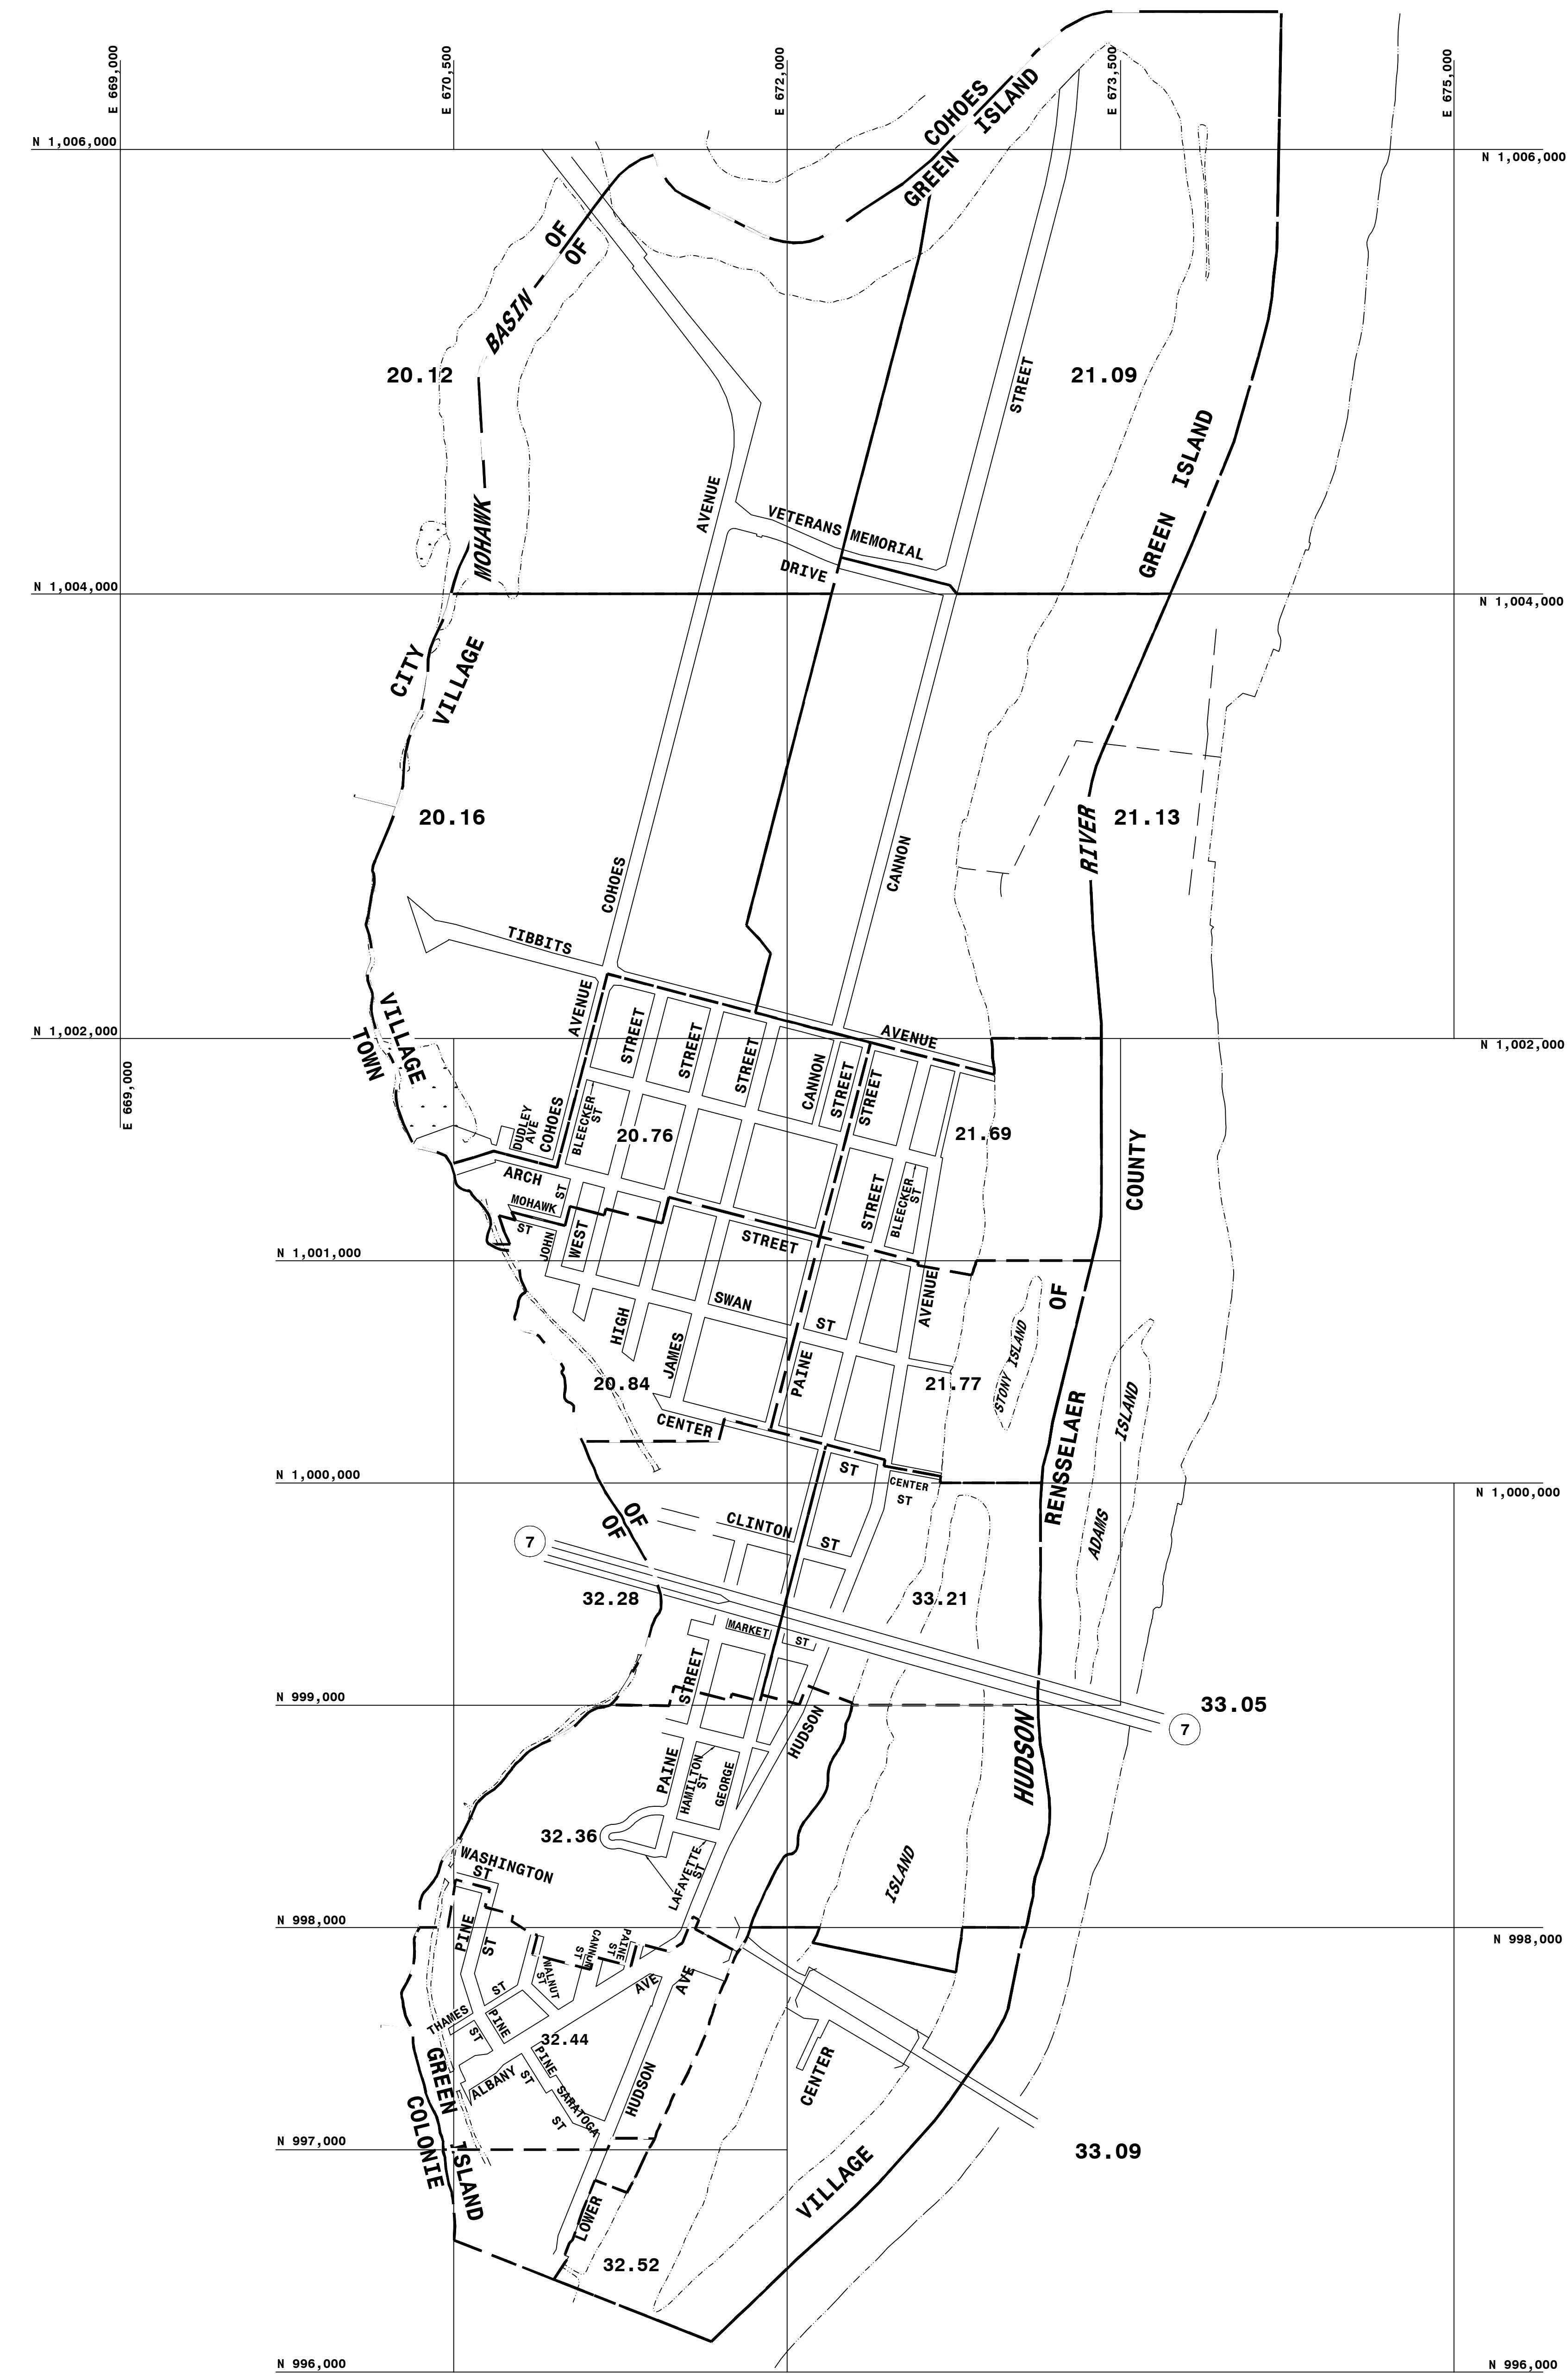 E 669,000
E 670,500
E 672,000
E 673,500
E 675,000
N 1,006,000
N 1,006,000
COHOES
ISLAND
GREEN
OF
OF
BASIN
20.12
21.09
STREET
GREEN ISLAND
AVENUE
MOHAWK
VETERANS MEMORIAL
DRIVE
N 1,004,000
N 1,004,000
CITY
VILLAGE
20.16
21.13
RIVER
COHOES
CANNON
TIBBITS
AVENUE
AVENUE
VILLAGE
TOWN
N 1,002,000
N 1,002,000
E 669,000
STREET
STREET
STREET
CANNON
STREET
STREET
DUDLEY
AVE
COHOES
BLEECKER
ST
20.76
21.69
COUNTY
ARCH
ST
MOHAWK
ST
JOHN
WEST
STREET
STREET
BLEECKER
ST
N 1,001,000
SWAN
ST
AVENUE
OF
STONY ISLAND
HIGH
JAMES
PAINE
20.84
21.77
RENSSELAER
ISLAND
CENTER
ST
CENTER
ST
N 1,000,000
N 1,000,000
OF
OF
CLINTON
ST
ADAMS
7
32.28
33.21
MARKET
ST
STREET
N 999,000
33.05
7
HUDSON
HUDSON
PAINE
HAMILTON
ST
GEORGE
32.36
WASHINGTON
ST
LAFAYETTE
ST
ISLAND
N 998,000
N 998,000
PINE
ST
CANNON
ST
PAINE
ST
WALNUT
ST
ST
AVE
AVE
THAMES
ST
PINE
32.44
GREEN
ALBANY
ST
PINE
SARATOGA
ST
HUDSON
CENTER
COLONIE
N 997,000
ISLAND
33.09
VILLAGE
LOWER
32.52
N 996,000
N 996,000